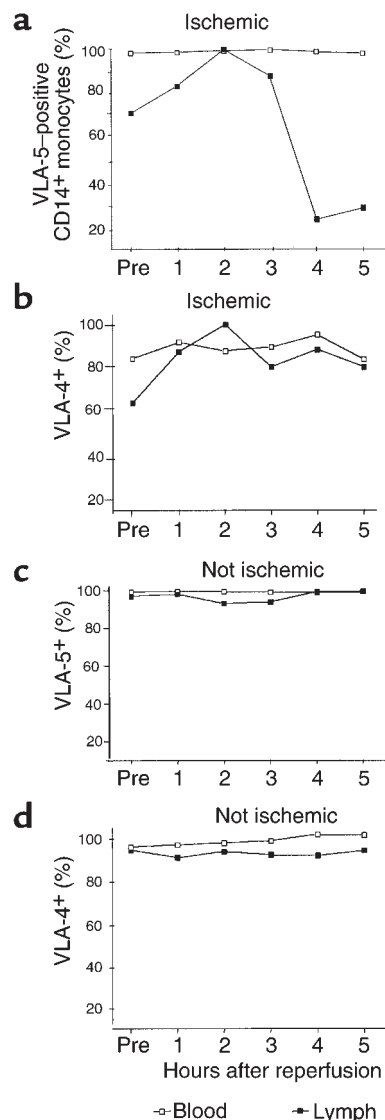 a
Ischemic
VLA-5–positive
CD14+ monocytes (%)
100
80
60
40
20
Pre 1 2 3 4 5
b
Ischemic
VLA-4+ (%)
100
80
60
40
20
Pre 1 2 3 4 5
c
Not ischemic
VLA-5+ (%)
100
80
60
40
20
Pre 1 2 3 4 5
d
Not ischemic
VLA-4+ (%)
100
80
60
40
20
Pre 1 2 3 4 5
Hours after reperfusion
Blood Lymph